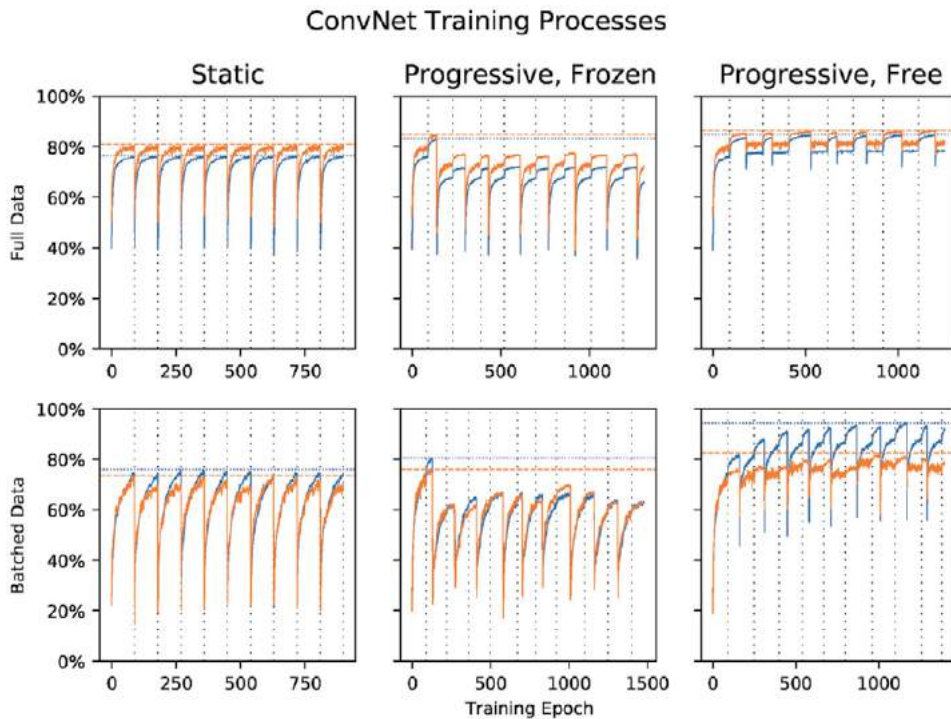 ConvNet Training Processes
Static
Progressive, Frozen
Progressive, Free
100%
80%
60%
40%
20%
0%
Full Data
0 250 500 750
0 500 1000
0 500 1000
100%
80%
60%
40%
20%
0%
Batched Data
0 250 500 750
0 500 1000 1500
0 500 1000
Training Epoch